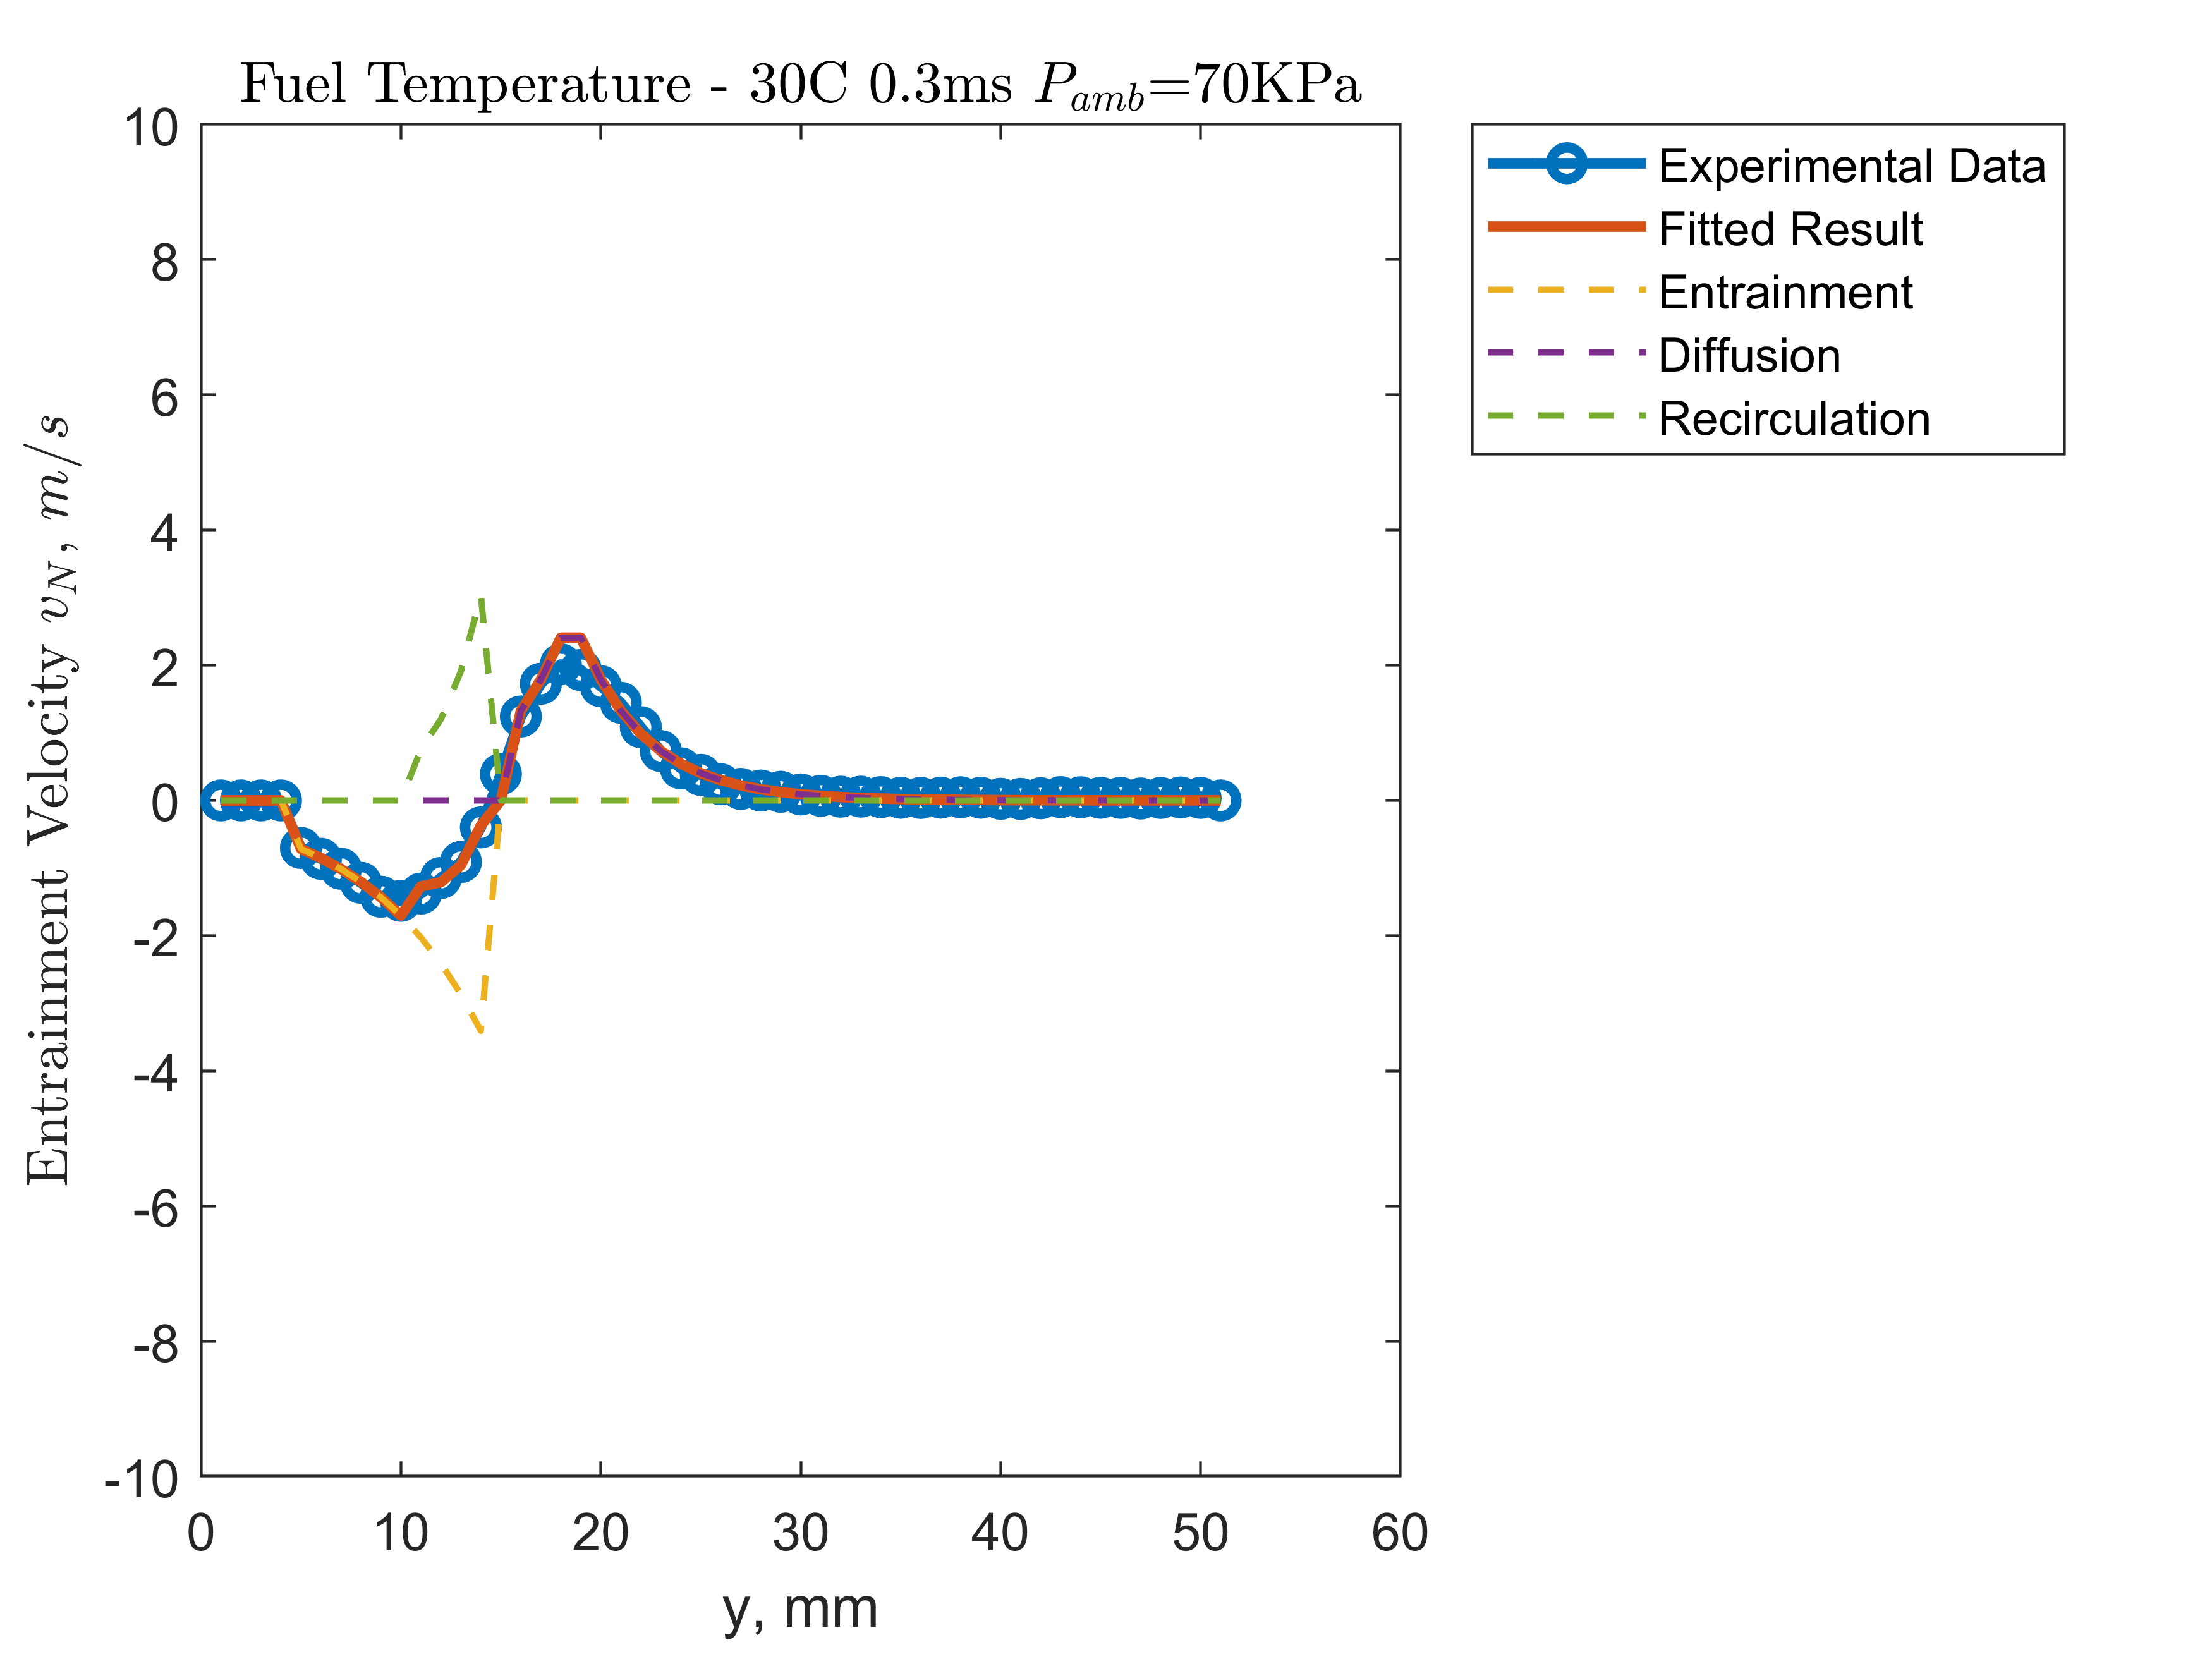 Fuel Temperature - 30C 0.3ms P_amb=70KPa
Experimental Data
Fitted Result
Entrainment
Diffusion
Recirculation
Entrainment Velocity v_N, m/s
10
8
6
4
2
0
-2
-4
-6
-8
-10
0 10 20 30 40 50 60
y, mm